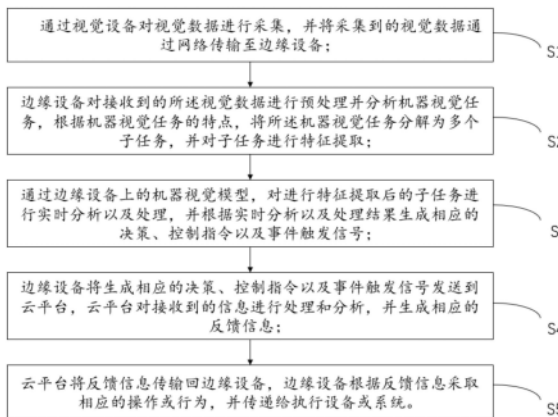 通过视觉设备对视觉数据进行采集，并将采集到的视觉数据通
过网络传输至边缘设备；
边缘设备对接收到的所述视觉数据进行预处理并分析机器视觉任
务，根据机器视觉任务的特点，将所述机器视觉任务分解为多个
子任务，并对子任务进行特征提取；
通过边缘设备上的机器视觉模型，对进行特征提取后的子任务进
行实时分析以及处理，并根据实时分析以及处理结果生成相应的
决策、控制指令以及事件触发信号；
边缘设备将生成相应的决策、控制指令以及事件触发信号发送到
云平台，云平台对接收到的信息进行处理和分析，并生成相应的
反馈信息；
云平台将反馈信息传输回边缘设备，边缘设备根据反馈信息采取
相应的操作或行为，并传递给执行设备或系统。